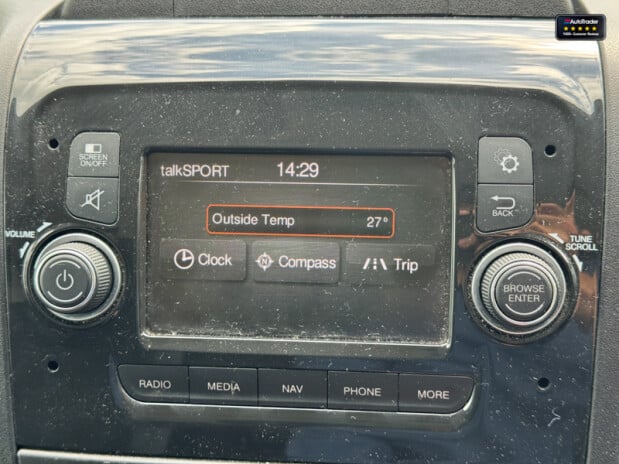 AutoTrader
SCREEN
ON/OFF
talkSPORT 14:29
BACK
Outside Temp 27°
VOLUME
TUNE
SCROLL
Clock
Compass
Trip
BROWSE
ENTER
RADIO
MEDIA
NAV
PHONE
MORE